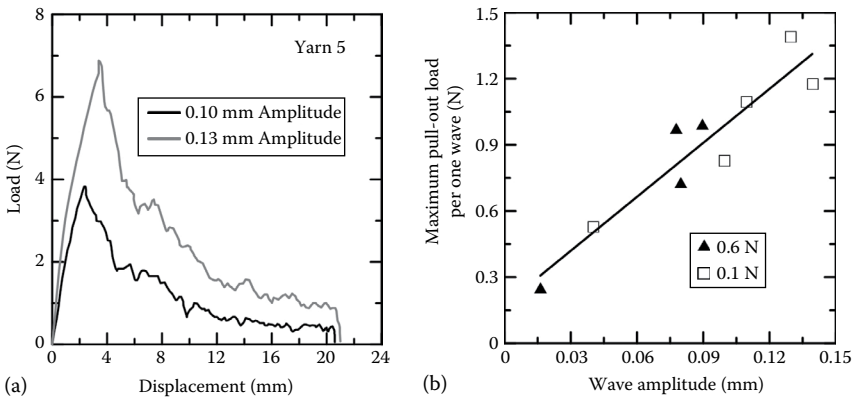 8
6
4
2
0
Load (N)
Yarn 5
0.10 mm Amplitude
0.13 mm Amplitude
0 4 8 12 16 20 24
Displacement (mm)
(a)
1.5
1.2
0.9
0.6
0.3
0
Maximum pull-out load
per one wave (N)
0.6 N
0.1 N
0 0.03 0.06 0.09 0.12 0.15
Wave amplitude (mm)
(b)